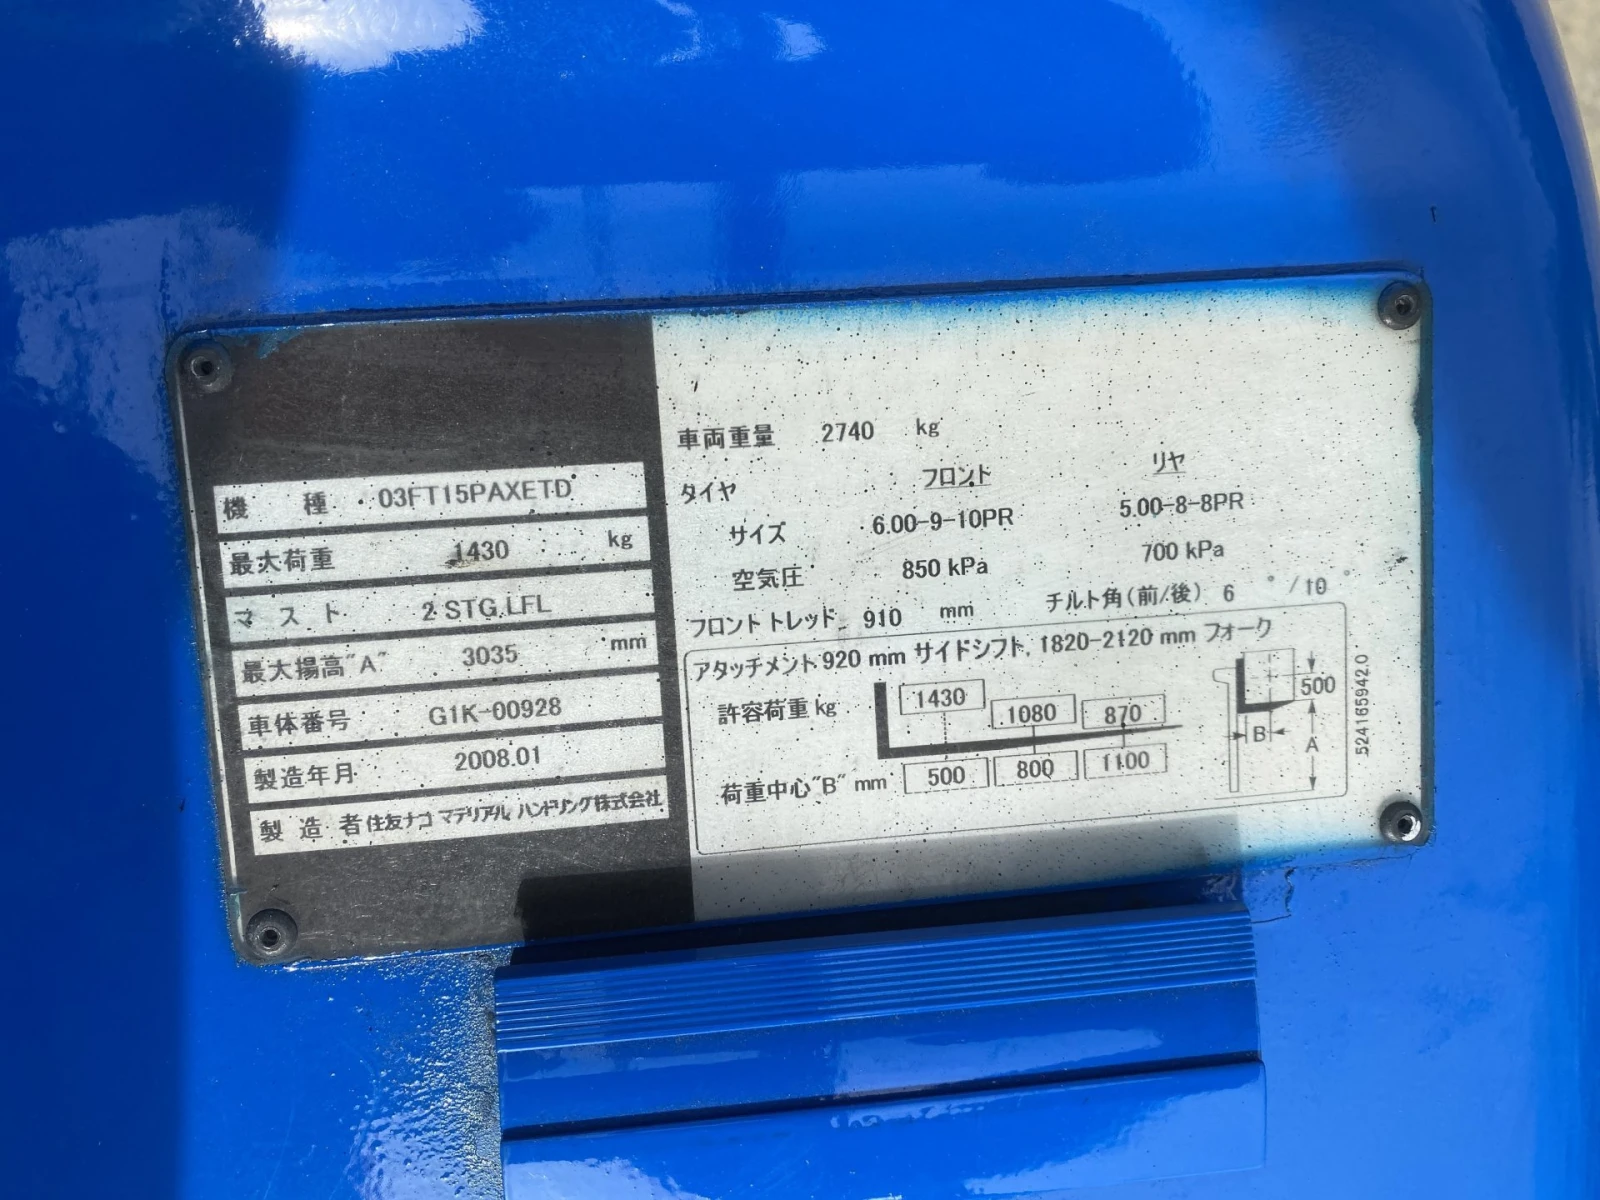 機 種 03FT15PAXETD
最大荷重 1430 kg
マスト 2 STG LFL
最大揚高"A" 3035 mm
車体番号 G1K-00928
製造年月 2008.01
製造者 住友ナコ マテリアル ハンドリング株式会社
車両重量 2740 kg
タイヤ フロント リヤ
サイズ 6.00-9-10PR 5.00-8-8PR
空気圧 850 kPa 700 kPa
フロントトレッド 910 mm チルト角(前/後) 6 °/10 °
アタッチメント 920 mm サイドシフト, 1820-2120 mm フォーク
許容荷重 kg 1430 1080 870
荷重中心"B" mm 500 800 1100
500
B
A
524165942.0